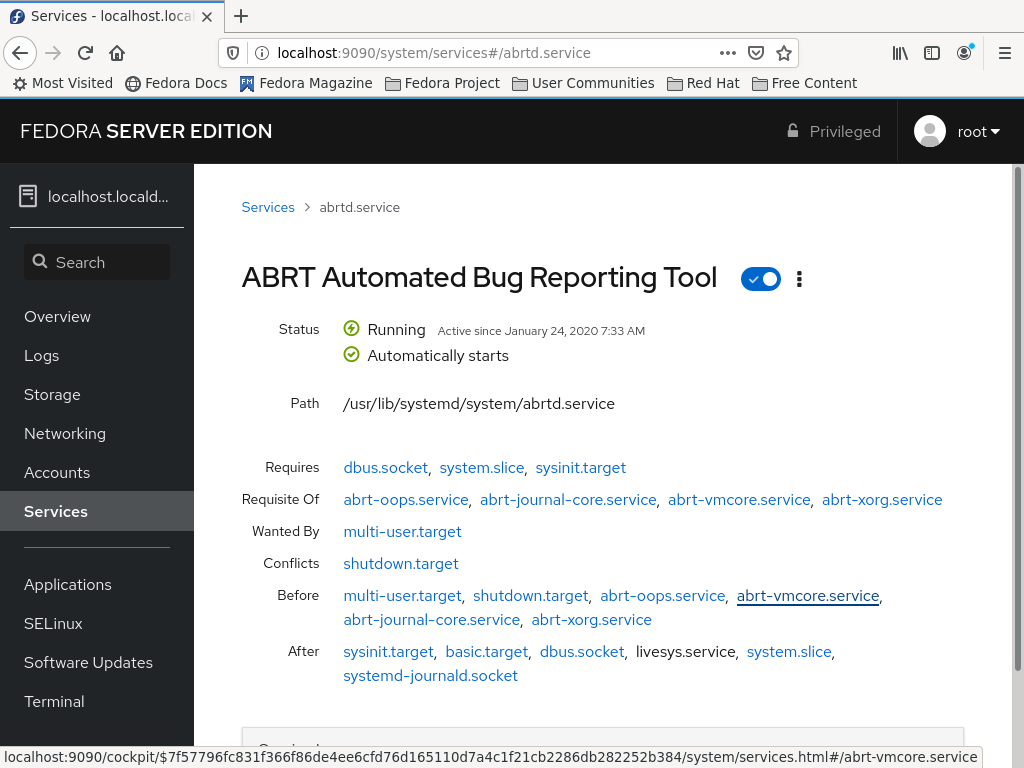 Services - localhost.local
localhost:9090/system/services#/abrtd.service
Most Visited Fedora Docs Fedora Magazine Fedora Project User Communities Red Hat Free Content
FEDORA SERVER EDITION Privileged root
localhost.locald...
Search
Overview
Logs
Storage
Networking
Accounts
Services
Applications
SELinux
Software Updates
Terminal
Services > abrtd.service
ABRT Automated Bug Reporting Tool
Status Running Active since January 24, 2020 7:33 AM
Automatically starts
Path /usr/lib/systemd/system/abrtd.service
Requires dbus.socket, system.slice, sysinit.target
Requisite Of abrt-oops.service, abrt-journal-core.service, abrt-vmcore.service, abrt-xorg.service
Wanted By multi-user.target
Conflicts shutdown.target
Before multi-user.target, shutdown.target, abrt-oops.service, abrt-vmcore.service,
abrt-journal-core.service, abrt-xorg.service
After sysinit.target, basic.target, dbus.socket, livesys.service, system.slice,
systemd-journald.socket
localhost:9090/cockpit/$7f57796fc831f366f86de4ee6cfd76d165110d7a4c1f21cb2286db282252b384/system/services.html#/abrt-vmcore.service